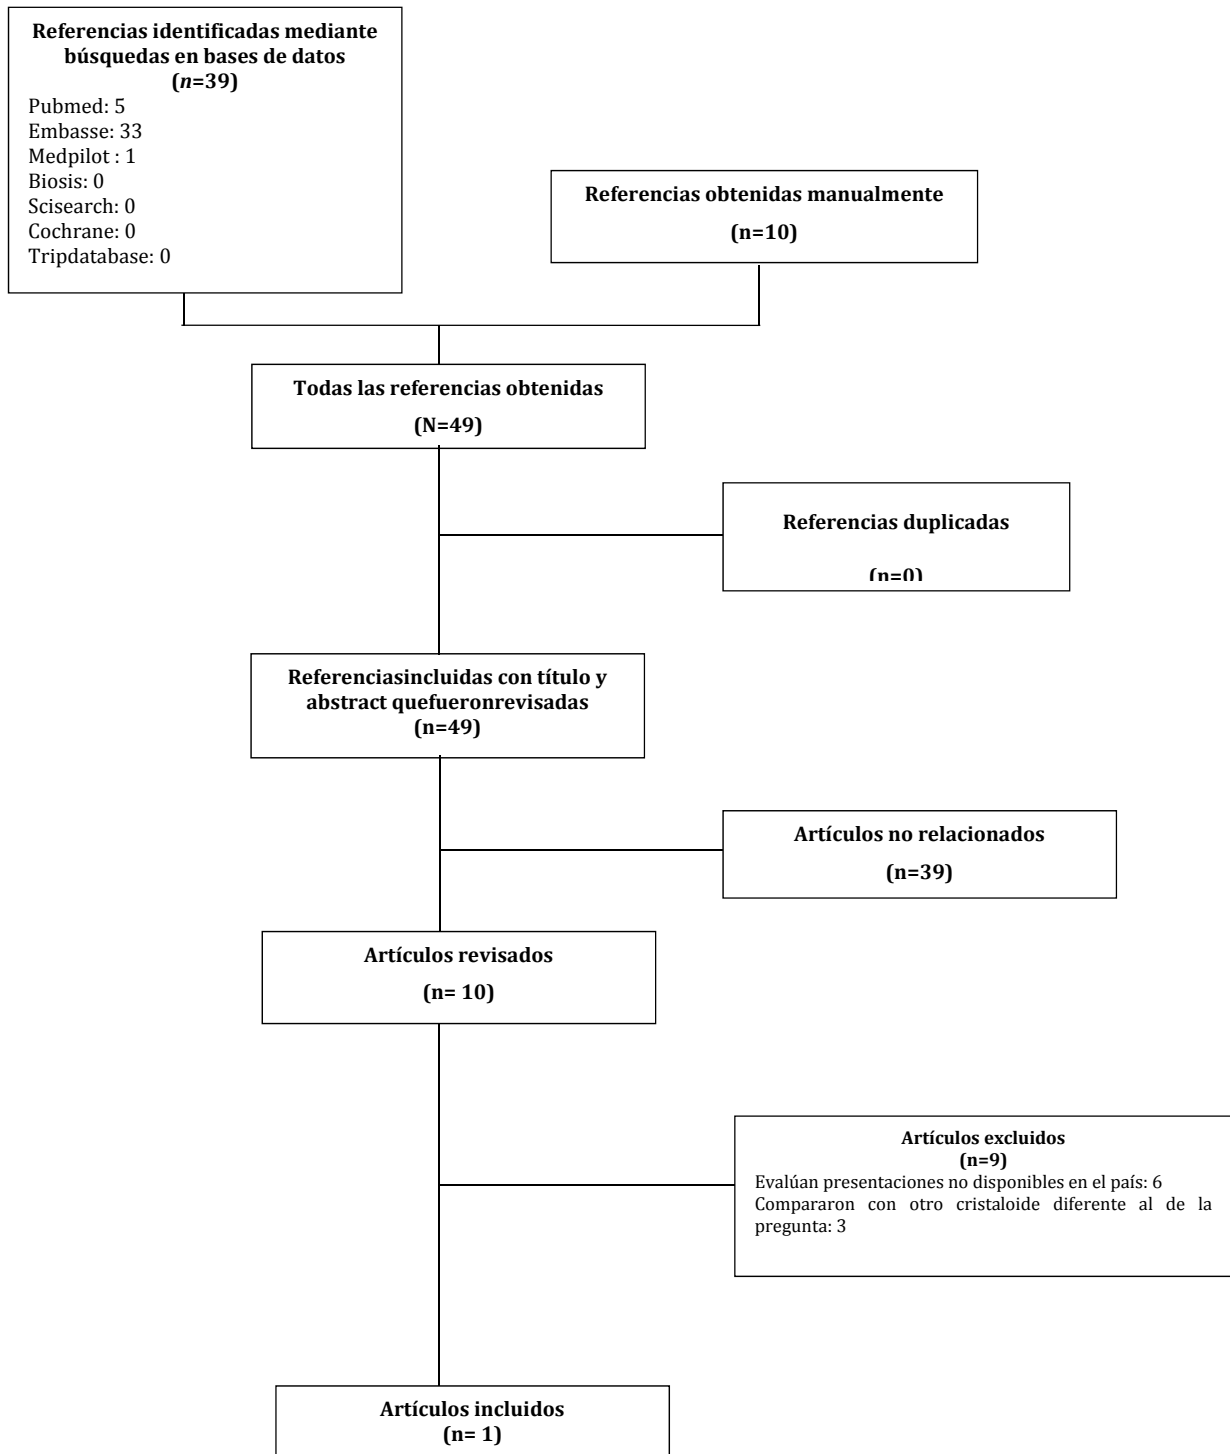 Referencias identificadas mediante
búsquedas en bases de datos
(n=39)
Pubmed: 5
Embasse: 33
Medpilot : 1
Biosis: 0
Scisearch: 0
Cochrane: 0
Tripdatabase: 0
Referencias obtenidas manualmente
(n=10)
Todas las referencias obtenidas
(N=49)
Referencias duplicadas
(n=0)
Referenciasincluidas con título y
abstract quefueronrevisadas
(n=49)
Artículos no relacionados
(n=39)
Artículos revisados
(n= 10)
Artículos excluidos
(n=9)
Evalúan presentaciones no disponibles en el país: 6
Compararon con otro cristaloide diferente al de la
pregunta: 3
Artículos incluidos
(n= 1)